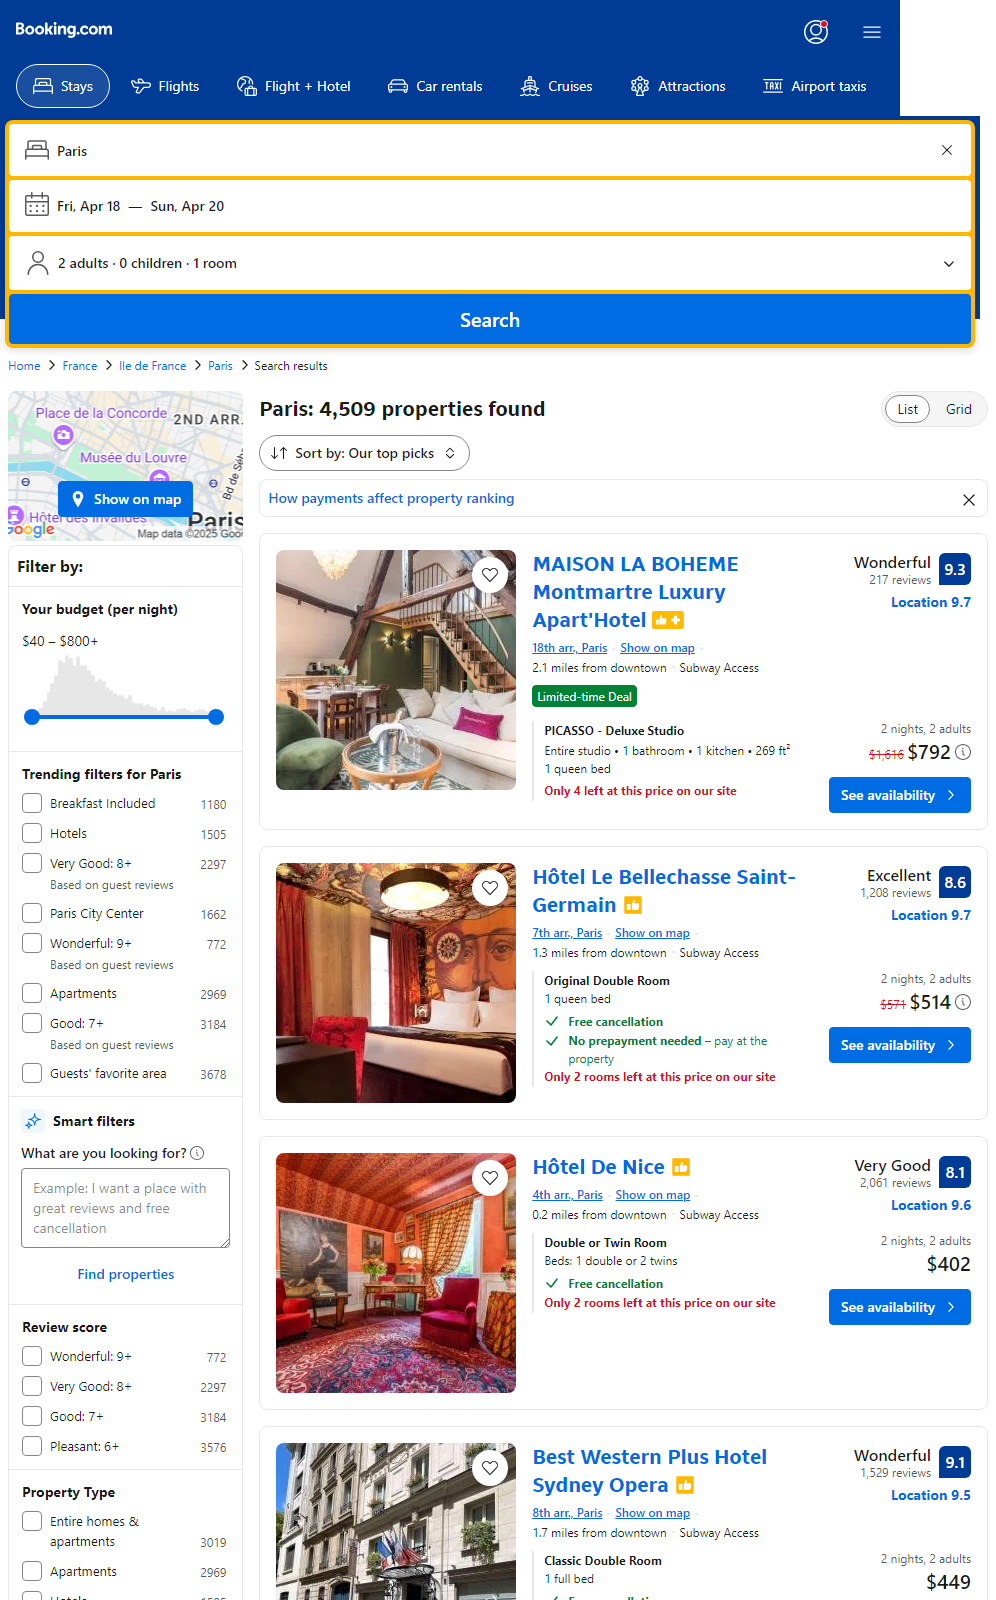 Booking.com
Stays
Flights
Flight + Hotel
Car rentals
Cruises
Attractions
TAXI Airport taxis
Paris
Fri, Apr 18 — Sun, Apr 20
2 adults · 0 children · 1 room
Search
Home > France > Ile de France > Paris > Search results
Place de la Concorde
2ND ARR.
Musée du Louvre
Bd de Séb
Show on map
Hôtel des Invalides
Paris
Google
Map data ©2025 Goo
Filter by:
Your budget (per night)
$40 – $800+
Trending filters for Paris
Breakfast Included 1180
Hotels 1505
Very Good: 8+ 2297
Based on guest reviews
Paris City Center 1662
Wonderful: 9+ 772
Based on guest reviews
Apartments 2969
Good: 7+ 3184
Based on guest reviews
Guests' favorite area 3678
Smart filters
What are you looking for?
Example: I want a place with
great reviews and free
cancellation
Find properties
Review score
Wonderful: 9+ 772
Very Good: 8+ 2297
Good: 7+ 3184
Pleasant: 6+ 3576
Property Type
Entire homes &
apartments 3019
Apartments 2969
Paris: 4,509 properties found
List
Grid
Sort by: Our top picks
How payments affect property ranking
MAISON LA BOHEME
Montmartre Luxury
Apart'Hotel
18th arr., Paris · Show on map ·
2.1 miles from downtown · Subway Access
Limited-time Deal
PICASSO - Deluxe Studio
Entire studio • 1 bathroom • 1 kitchen • 269 ft²
1 queen bed
Only 4 left at this price on our site
Wonderful 9.3
217 reviews
Location 9.7
2 nights, 2 adults
$1,616 $792
See availability
Hôtel Le Bellechasse Saint-
Germain
7th arr., Paris · Show on map ·
1.3 miles from downtown · Subway Access
Original Double Room
1 queen bed
Free cancellation
No prepayment needed – pay at the
property
Only 2 rooms left at this price on our site
Excellent 8.6
1,208 reviews
Location 9.7
2 nights, 2 adults
$571 $514
See availability
Hôtel De Nice
4th arr., Paris · Show on map ·
0.2 miles from downtown · Subway Access
Double or Twin Room
Beds: 1 double or 2 twins
Free cancellation
Only 2 rooms left at this price on our site
Very Good 8.1
2,061 reviews
Location 9.6
2 nights, 2 adults
$402
See availability
Best Western Plus Hotel
Sydney Opera
8th arr., Paris · Show on map ·
1.7 miles from downtown · Subway Access
Classic Double Room
1 full bed
Wonderful 9.1
1,529 reviews
Location 9.5
2 nights, 2 adults
$449